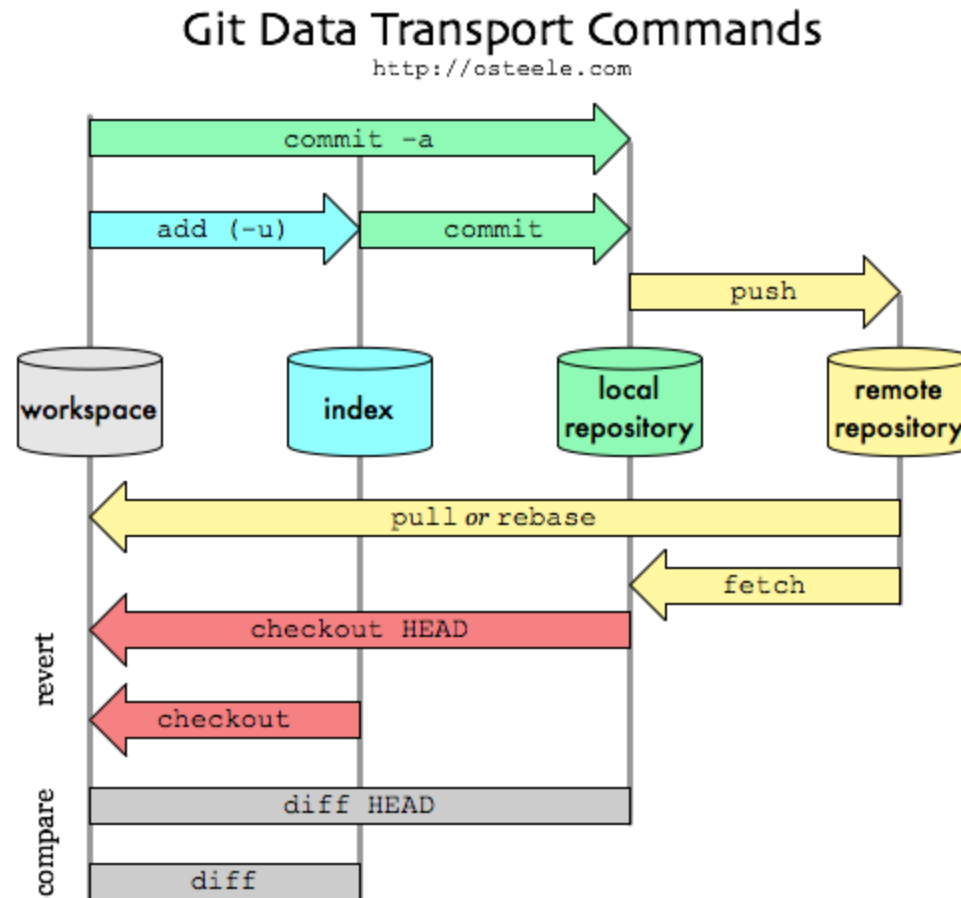 Git Data Transport Commands
http://osteele.com
commit -a
add (-u)
commit
push
workspace
index
local
repository
remote
repository
pull or rebase
fetch
revert
checkout HEAD
checkout
compare
diff HEAD
diff